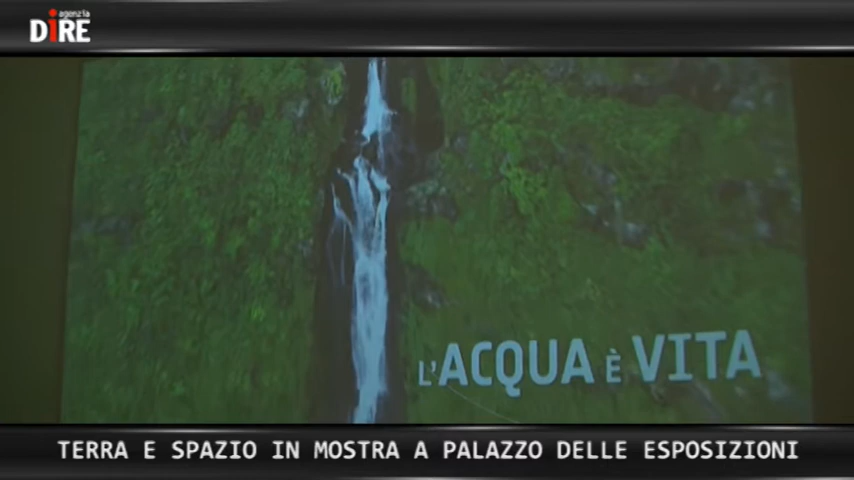 agenzia
DiRE
L'ACQUA È VITA
TERRA E SPAZIO IN MOSTRA A PALAZZO DELLE ESPOSIZIONI